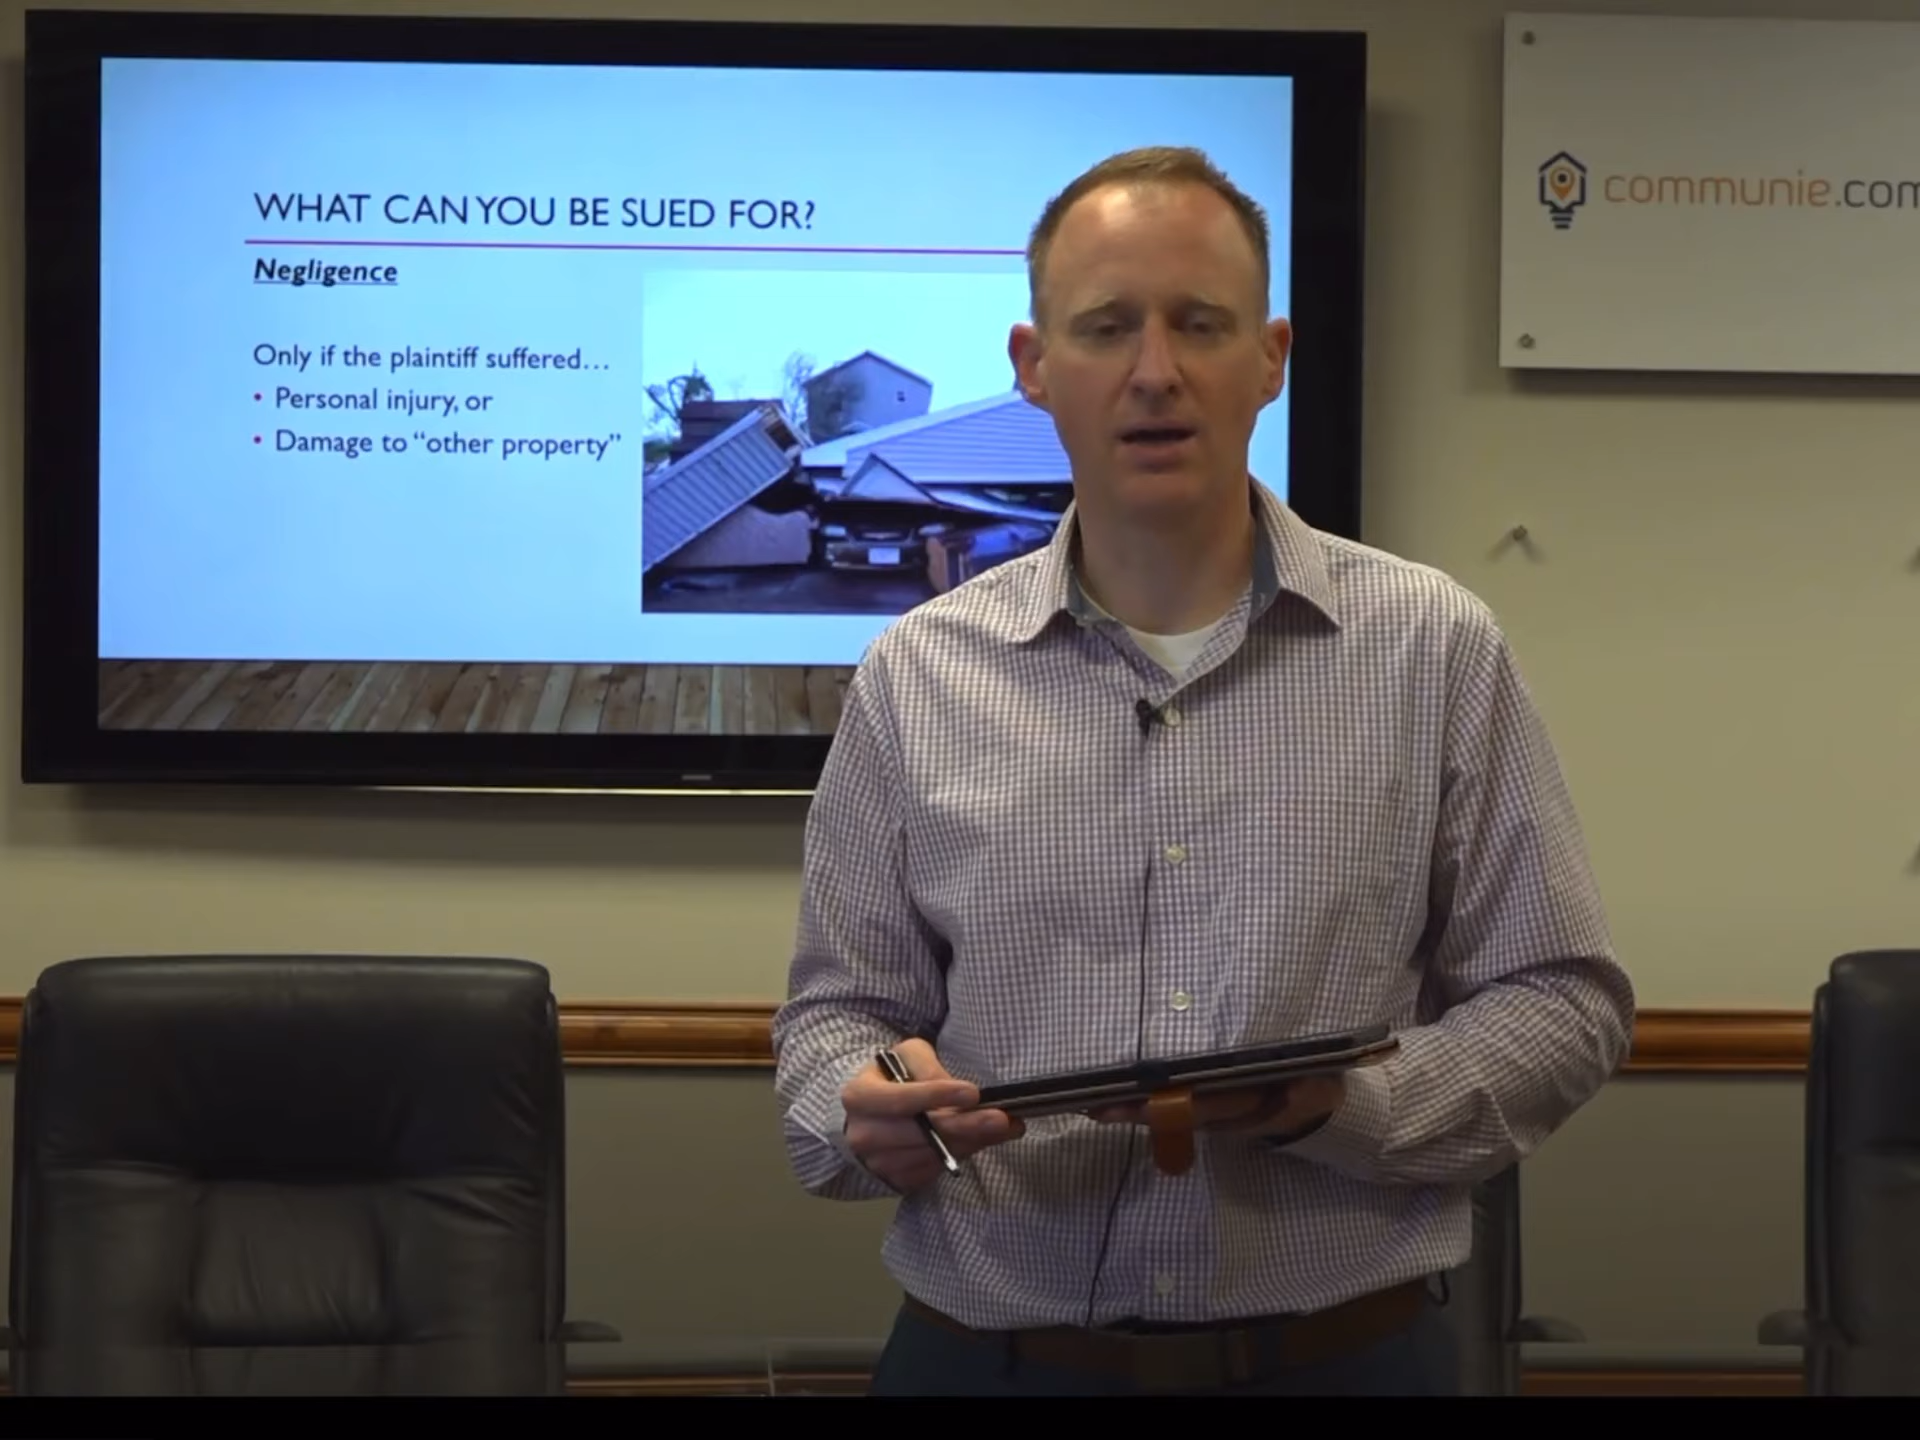 WHAT CAN YOU BE SUED FOR?
Negligence
Only if the plaintiff suffered…
• Personal injury, or
• Damage to “other property”
communie.com